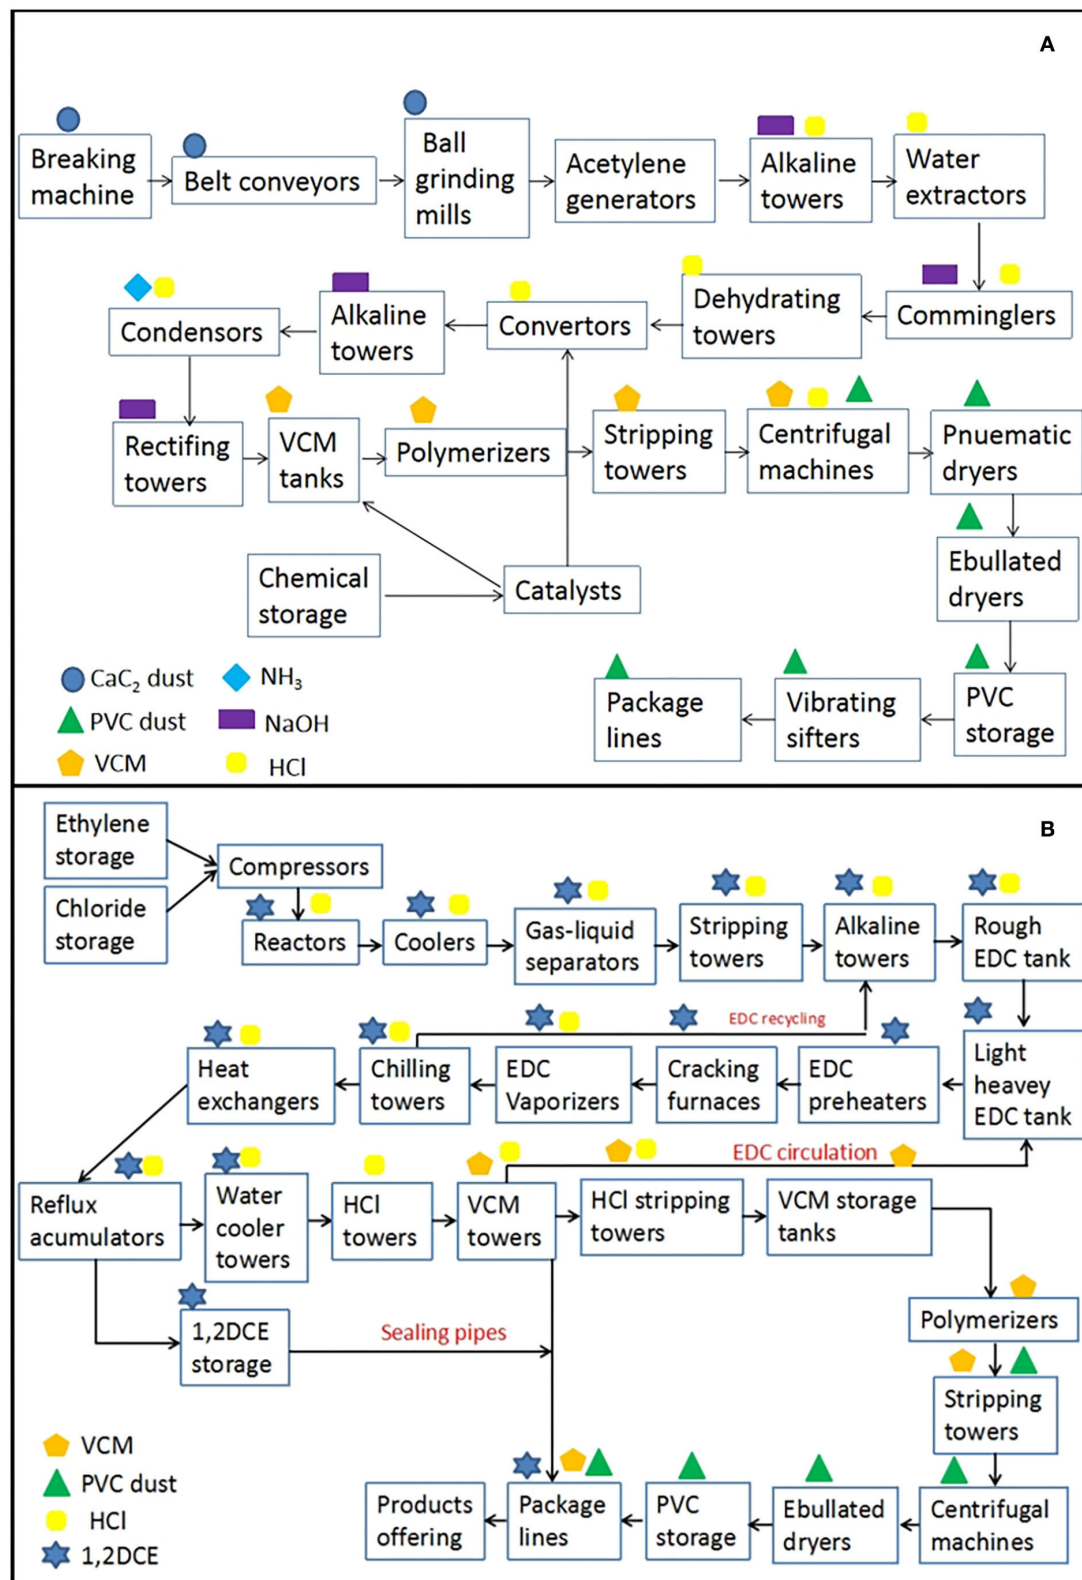 A
Breaking
machine
Belt conveyors
Ball
grinding
mills
Acetylene
generators
Alkaline
towers
Water
extractors
Condensors
Alkaline
towers
Convertors
Dehydrating
towers
Comminglers
Rectifing
towers
VCM
tanks
Polymerizers
Stripping
towers
Centrifugal
machines
Pnuematic
dryers
Chemical
storage
Catalysts
Ebullated
dryers
Package
lines
Vibrating
sifters
PVC
storage
CaC2 dust
NH3
PVC dust
NaOH
VCM
HCl
B
Ethylene
storage
Compressors
Chloride
storage
Reactors
Coolers
Gas-liquid
separators
Stripping
towers
Alkaline
towers
Rough
EDC tank
EDC recycling
Heat
exchangers
Chilling
towers
EDC
Vaporizers
Cracking
furnaces
EDC
preheaters
Light
heavey
EDC tank
EDC circulation
Reflux
acumulators
Water
cooler
towers
HCl
towers
VCM
towers
HCl stripping
towers
VCM storage
tanks
1,2DCE
storage
Sealing pipes
Polymerizers
Stripping
towers
VCM
PVC dust
HCl
1,2DCE
Products
offering
Package
lines
PVC
storage
Ebullated
dryers
Centrifugal
machines